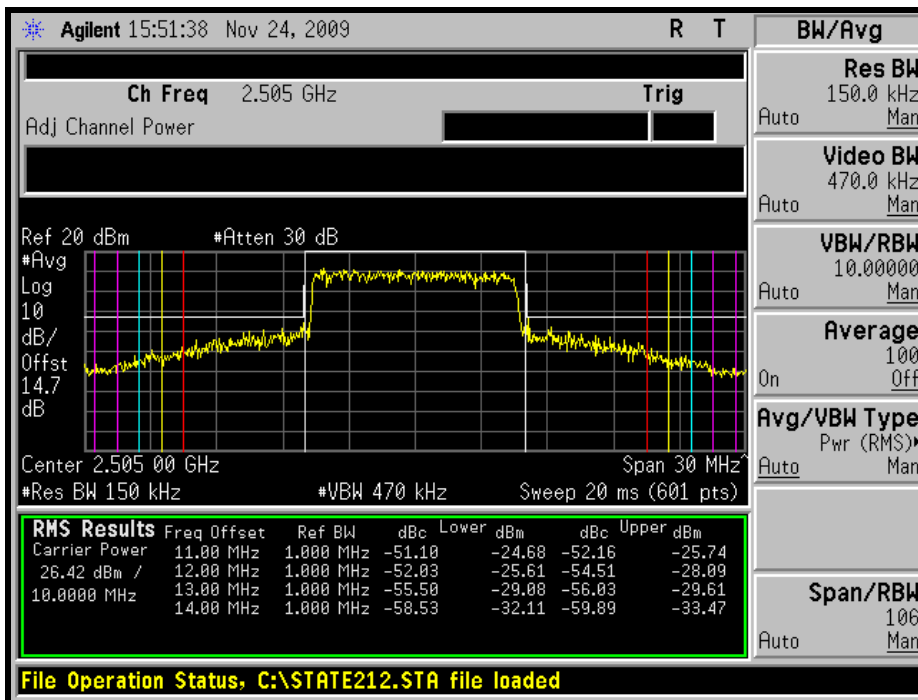 Agilent 15:51:38 Nov 24, 2009 R T
Ch Freq 2.505 GHz Trig
Adj Channel Power
Ref 20 dBm #Atten 30 dB
#Avg
Log
10
dB/
Offst
14.7
dB
Center 2.505 00 GHz Span 30 MHz^
#Res BW 150 kHz #VBW 470 kHz Sweep 20 ms (601 pts)
RMS Results Freq Offset Ref BW dBc Lower dBm dBc Upper dBm
Carrier Power 11.00 MHz 1.000 MHz -51.10 -24.68 -52.16 -25.74
26.42 dBm / 12.00 MHz 1.000 MHz -52.03 -25.61 -54.51 -28.09
10.0000 MHz 13.00 MHz 1.000 MHz -55.50 -29.08 -56.03 -29.61
14.00 MHz 1.000 MHz -58.53 -32.11 -59.89 -33.47
File Operation Status, C:\STATE212.STA file loaded
BW/Avg
Res BW
150.0 kHz
Auto Man
Video BW
470.0 kHz
Auto Man
VBW/RBW
10.00000
Auto Man
Average
100
On Off
Avg/VBW Type
Pwr (RMS)
Auto Man
Span/RBW
106
Auto Man